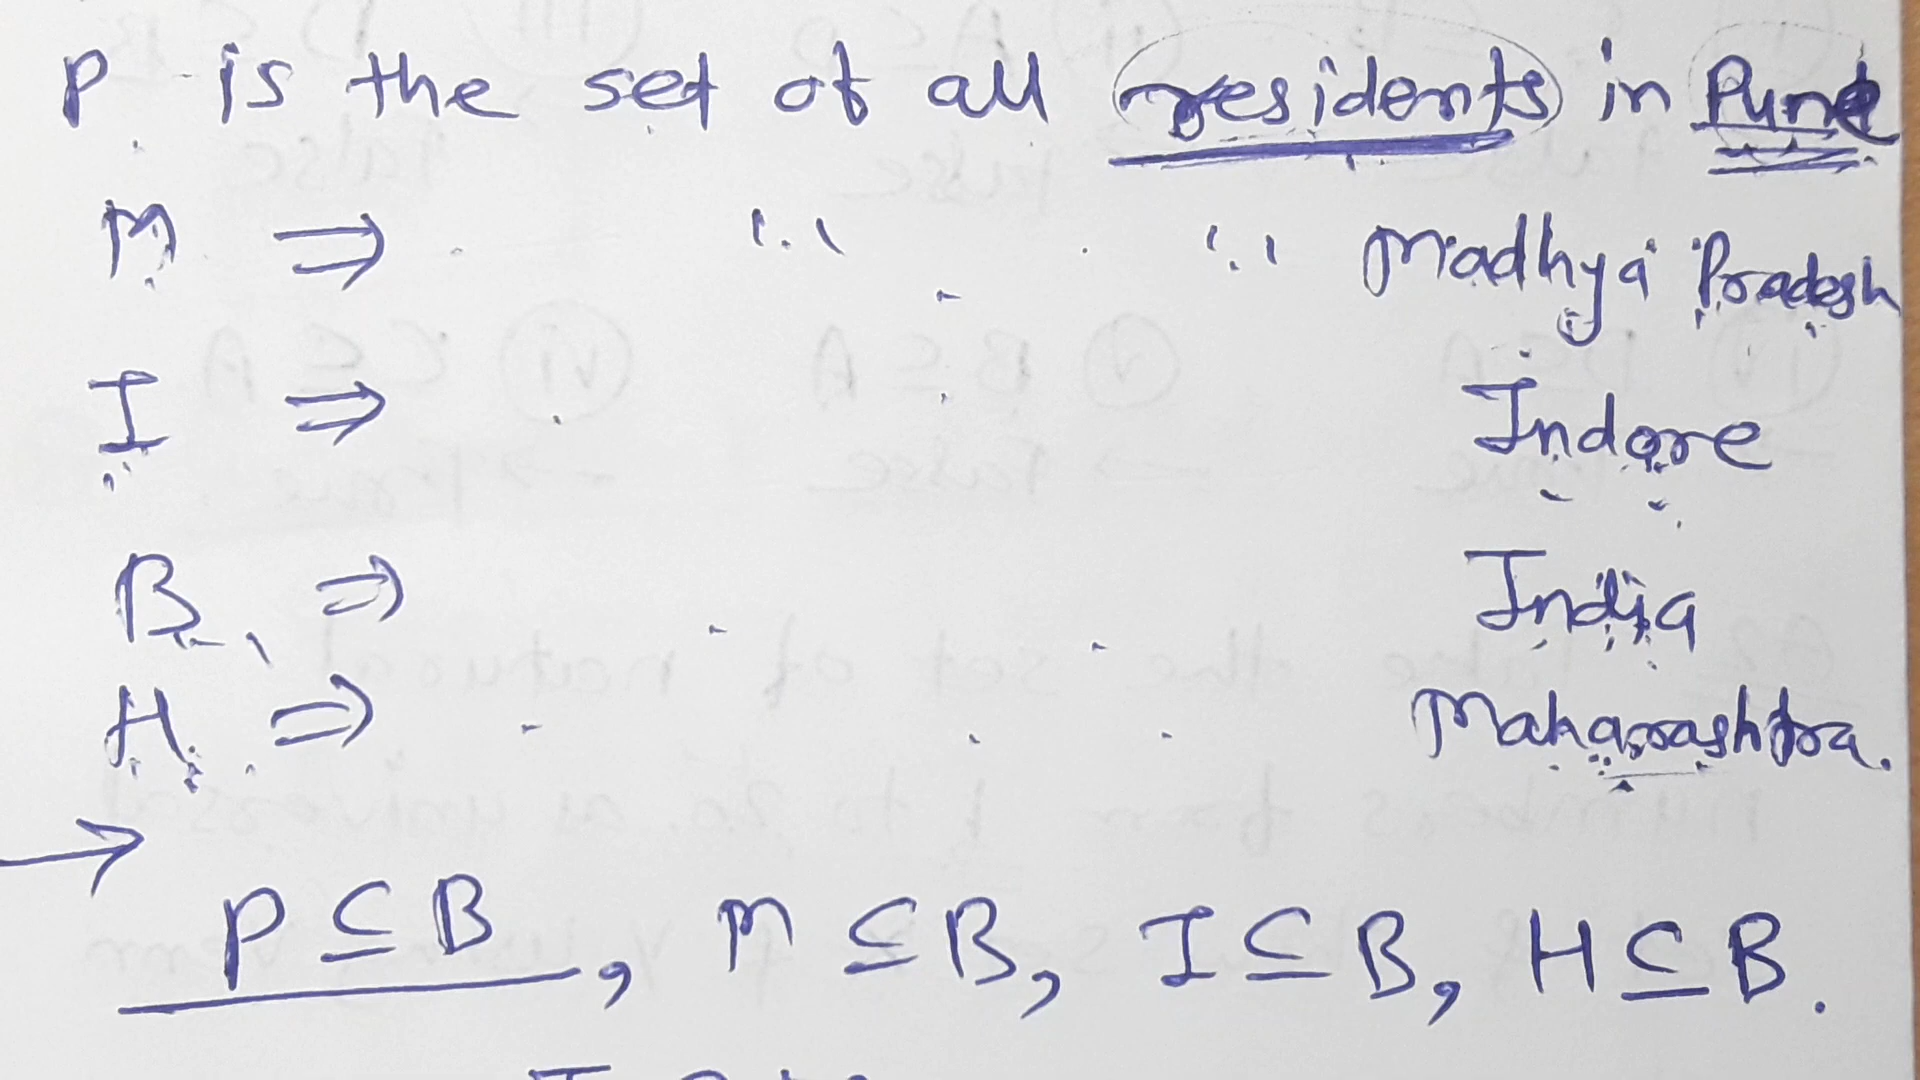 P is the set of all residents in Pune
M ⇒ " " Madhya Pradesh
I ⇒ Indore
B ⇒ India
H ⇒ Maharashtra.
→
P ⊆ B, M ⊆ B, I ⊆ B, H ⊆ B.